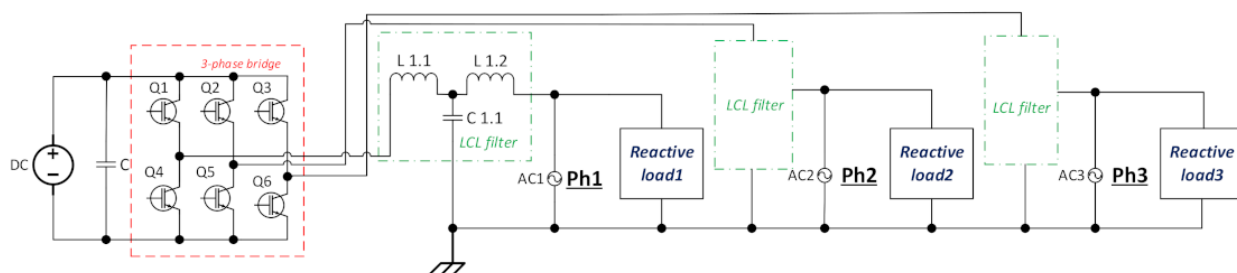 3-phase bridge
Q1
Q2
Q3
DC
C
Q4
Q5
Q6
L 1.1
L 1.2
C 1.1
LCL filter
AC1
Ph1
Reactive
load1
LCL filter
AC2
Ph2
Reactive
load2
LCL filter
AC3
Ph3
Reactive
load3